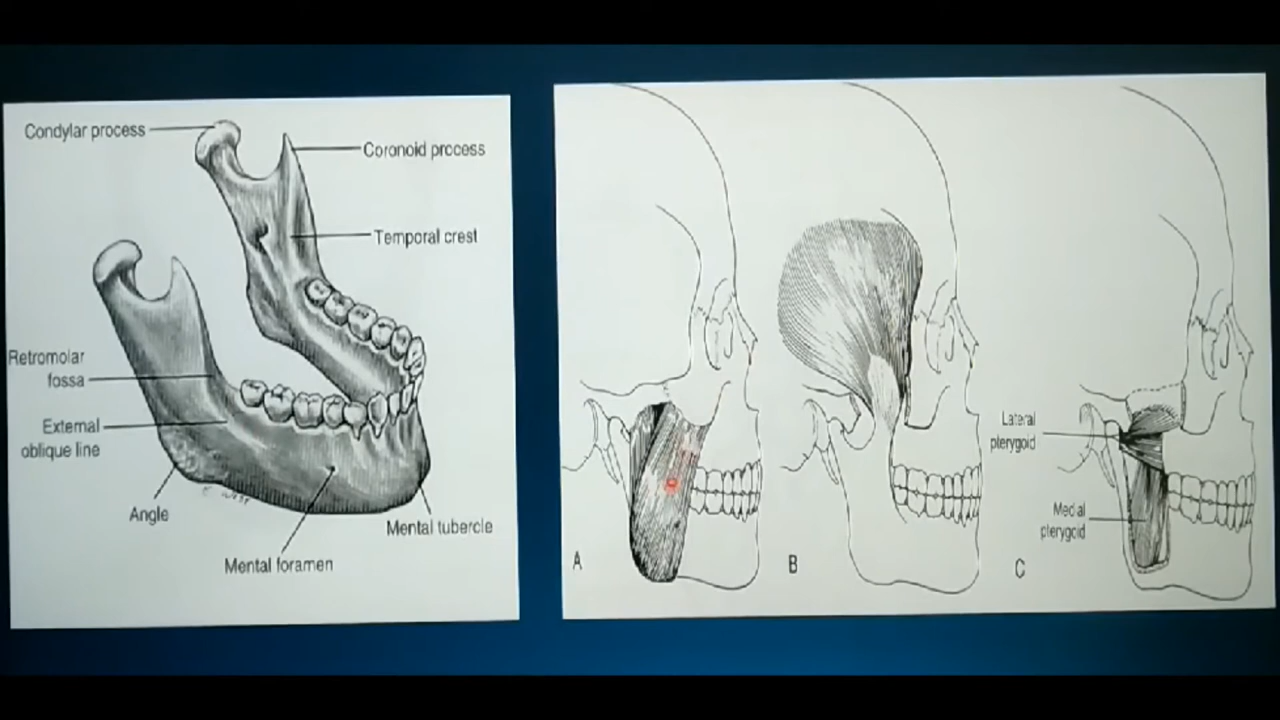 Condylar process
Coronoid process
Temporal crest
Retromolar
fossa
External
oblique line
Angle
Mental foramen
Mental tubercle
A
B
C
Lateral
pterygoid
Medial
pterygoid